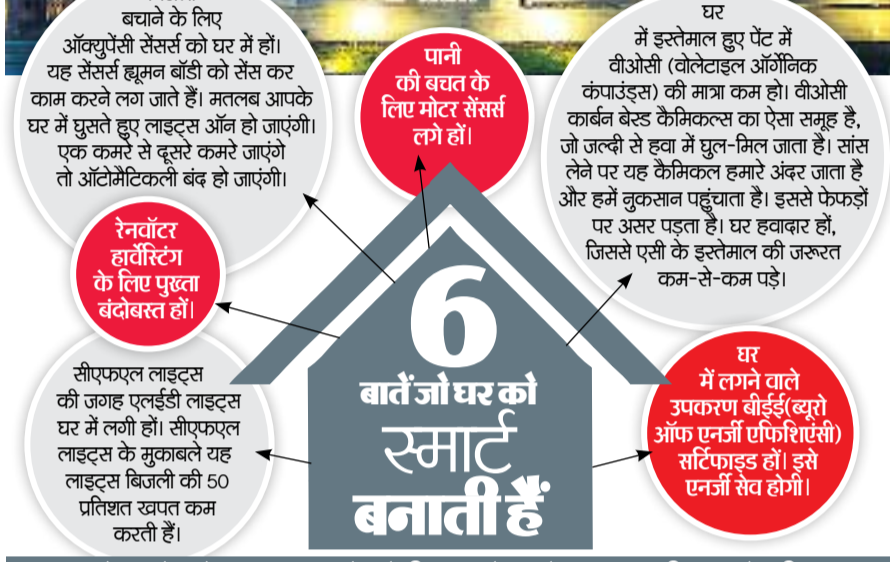 बचाने के लिए
ऑक्युपेंसी सेंसर्स को घर में हों।
यह सेंसर्स ह्यूमन बॉडी को सेंस कर
काम करने लग जाते हैं। मतलब आपके
घर में घुसते हुए लाइट्स ऑन हो जाएंगी।
एक कमरे से दूसरे कमरे जाएंगे
तो ऑटोमैटिकली बंद हो जाएंगी।
पानी
की बचत के
लिए मोटर सेंसर्स
लगे हों।
घर
में इस्तेमाल हुए पेंट में
वीओसी (वोलेटाइल ऑर्गेनिक
कंपाउंड्स) की मात्रा कम हो। वीओसी
कार्बन बेस्ड कैमिकल्स का ऐसा समूह है,
जो जल्दी से हवा में घुल-मिल जाता है। सांस
लेने पर यह कैमिकल हमारे अंदर जाता है
और हमें नुकसान पहुंचाता है। इससे फेफड़ों
पर असर पड़ता है। घर हवादार हों,
जिससे एसी के इस्तेमाल की जरूरत
कम-से-कम पड़े।
रेनवॉटर
हार्वेस्टिंग
के लिए पुख्ता
बंदोबस्त हों।
सीएफएल लाइट्स
की जगह एलईडी लाइट्स
घर में लगी हों। सीएफएल
लाइट्स के मुकाबले यह
लाइट्स बिजली की 50
प्रतिशत खपत कम
करती हैं।
6
बातें जो घर को
स्मार्ट
बनाती हैं
घर
में लगने वाले
उपकरण बीईई(ब्यूरो
ऑफ एनर्जी एफिशिएंसी)
सर्टिफाइड हों। इसे
एनर्जी सेव होगी।